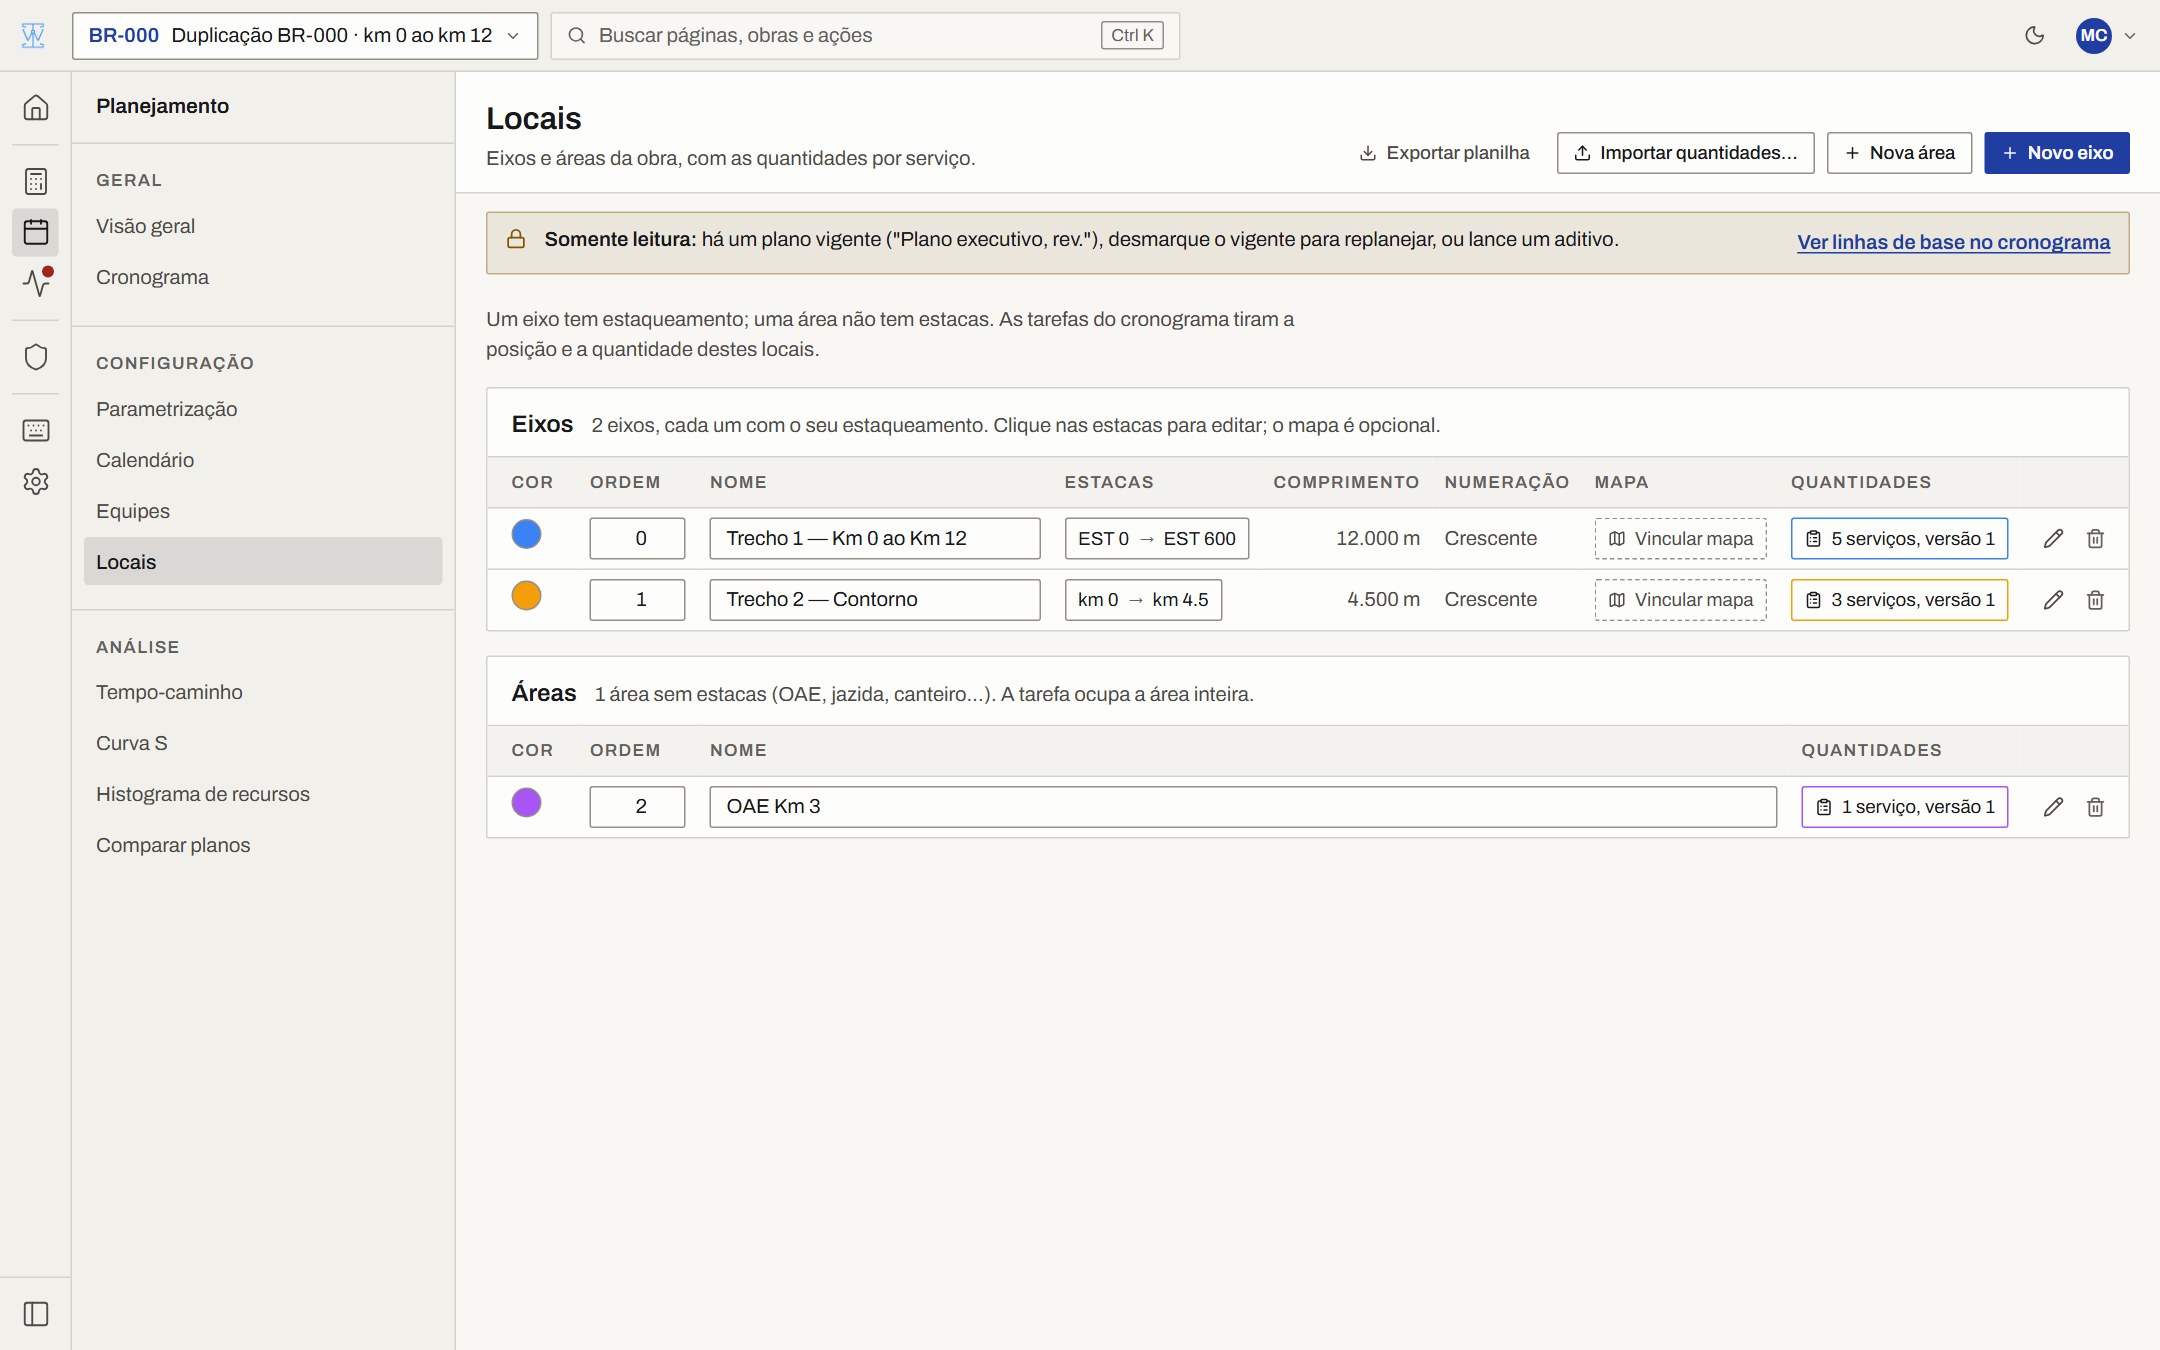 BR-000 Duplicação BR-000 · km 0 ao km 12
Buscar páginas, obras e ações
Ctrl K
MC
Planejamento
GERAL
Visão geral
Cronograma
CONFIGURAÇÃO
Parametrização
Calendário
Equipes
Locais
ANÁLISE
Tempo-caminho
Curva S
Histograma de recursos
Comparar planos
Locais
Eixos e áreas da obra, com as quantidades por serviço.
Exportar planilha
Importar quantidades...
Nova área
Novo eixo
Somente leitura: há um plano vigente ("Plano executivo, rev."), desmarque o vigente para replanejar, ou lance um aditivo.
Ver linhas de base no cronograma
Um eixo tem estaqueamento; uma área não tem estacas. As tarefas do cronograma tiram a
posição e a quantidade destes locais.
Eixos 2 eixos, cada um com o seu estaqueamento. Clique nas estacas para editar; o mapa é opcional.
COR ORDEM NOME ESTACAS COMPRIMENTO NUMERAÇÃO MAPA QUANTIDADES
0 Trecho 1 — Km 0 ao Km 12 EST 0 → EST 600 12.000 m Crescente Vincular mapa 5 serviços, versão 1
1 Trecho 2 — Contorno km 0 → km 4.5 4.500 m Crescente Vincular mapa 3 serviços, versão 1
Áreas 1 área sem estacas (OAE, jazida, canteiro...). A tarefa ocupa a área inteira.
COR ORDEM NOME QUANTIDADES
2 OAE Km 3 1 serviço, versão 1